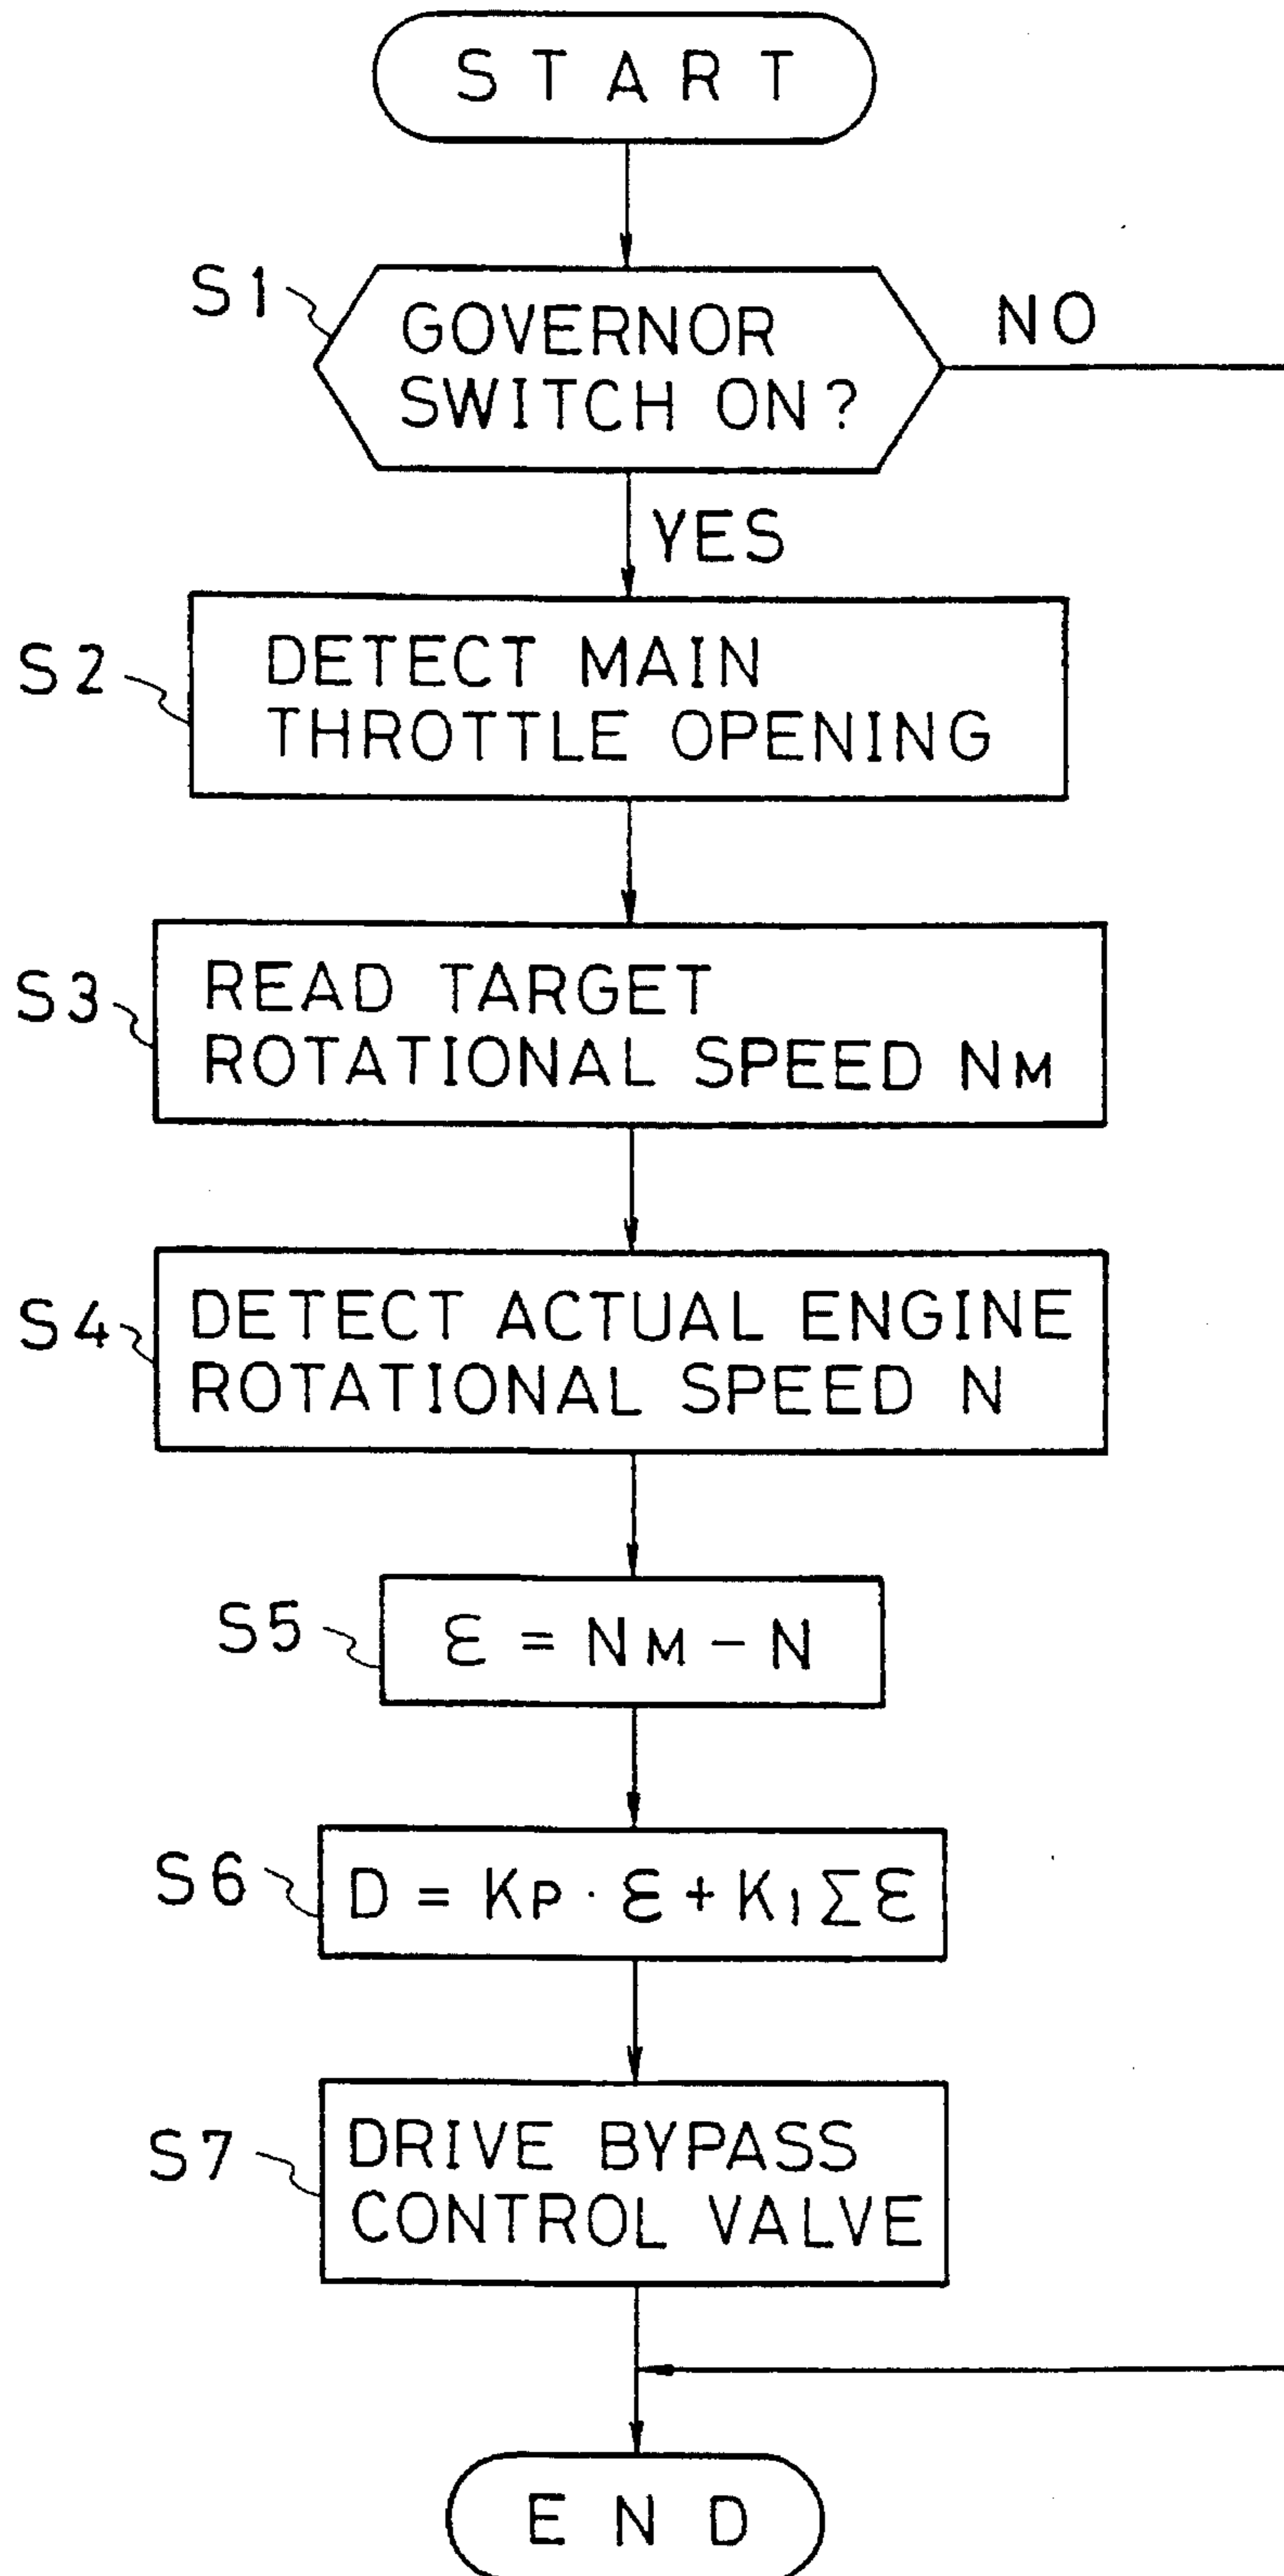 START
S1
GOVERNOR
SWITCH ON?
NO
YES
S2
DETECT MAIN
THROTTLE OPENING
S3
READ TARGET
ROTATIONAL SPEED NM
S4
DETECT ACTUAL ENGINE
ROTATIONAL SPEED N
S5
ε = NM - N
S6
D = KP · ε + KI Σ ε
S7
DRIVE BYPASS
CONTROL VALVE
END